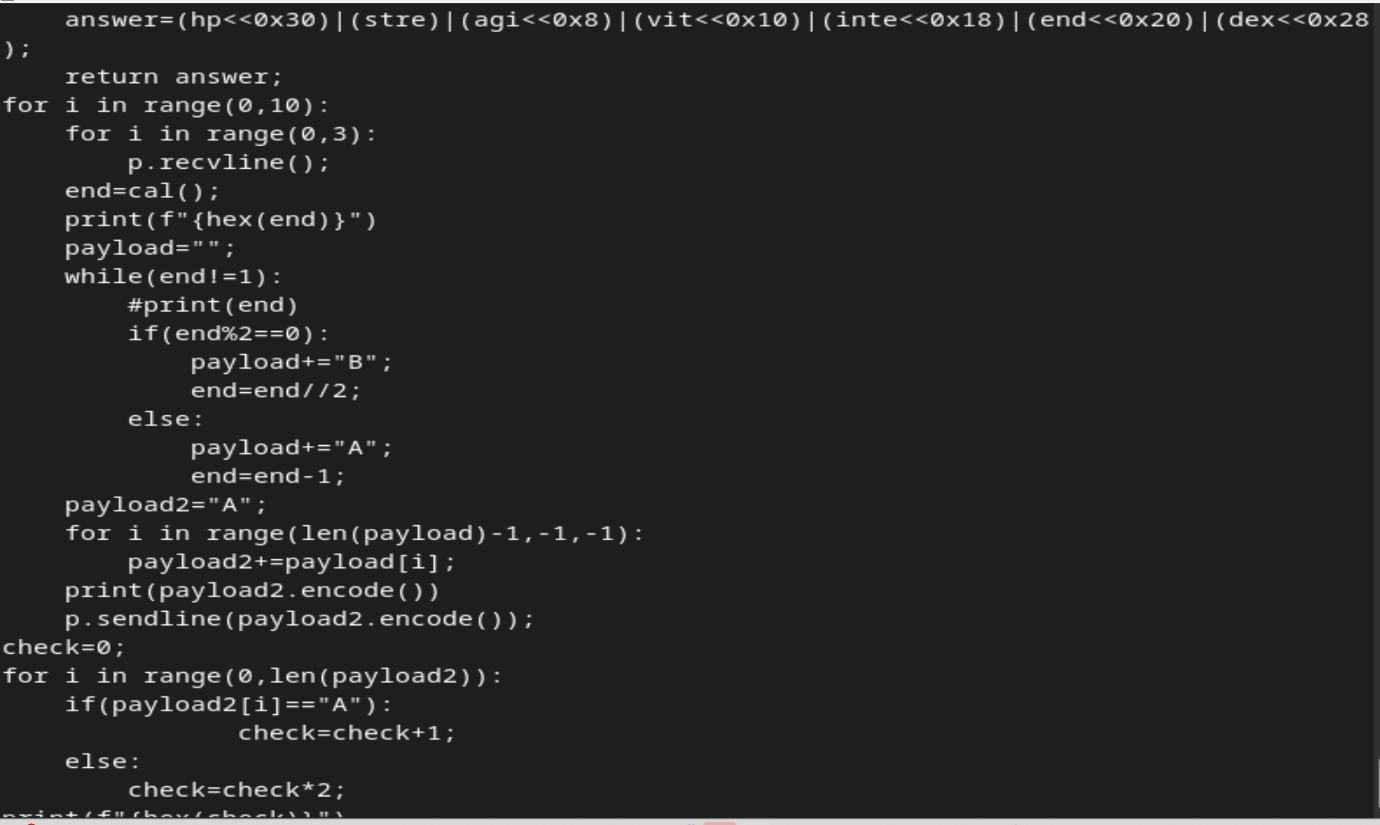 answer=(hp<<0x30)|(stre)|(agi<<0x8)|(vit<<0x10)|(inte<<0x18)|(end<<0x20)|(dex<<0x28
);
    return answer;
for i in range(0,10):
    for i in range(0,3):
        p.recvline();
    end=cal();
    print(f"{hex(end)}")
    payload="";
    while(end!=1):
        #print(end)
        if(end%2==0):
            payload+="B";
            end=end//2;
        else:
            payload+="A";
            end=end-1;
    payload2="A";
    for i in range(len(payload)-1,-1,-1):
        payload2+=payload[i];
    print(payload2.encode())
    p.sendline(payload2.encode());
check=0;
for i in range(0,len(payload2)):
    if(payload2[i]=="A"):
               check=check+1;
    else:
        check=check*2;
print(f"{hex(check)}")